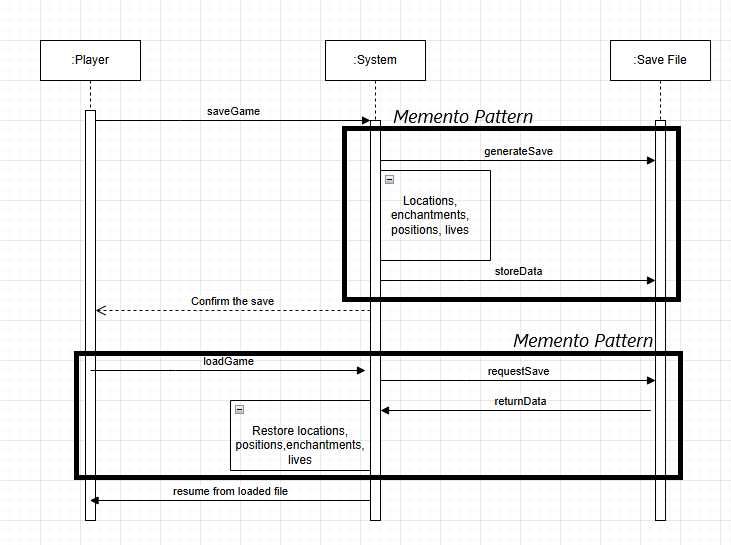 :Player
:System
:Save File
saveGame
Memento Pattern
generateSave
Locations,
enchantments,
positions, lives
storeData
Confirm the save
Memento Pattern
loadGame
requestSave
returnData
Restore locations,
positions,enchantments,
lives
resume from loaded file